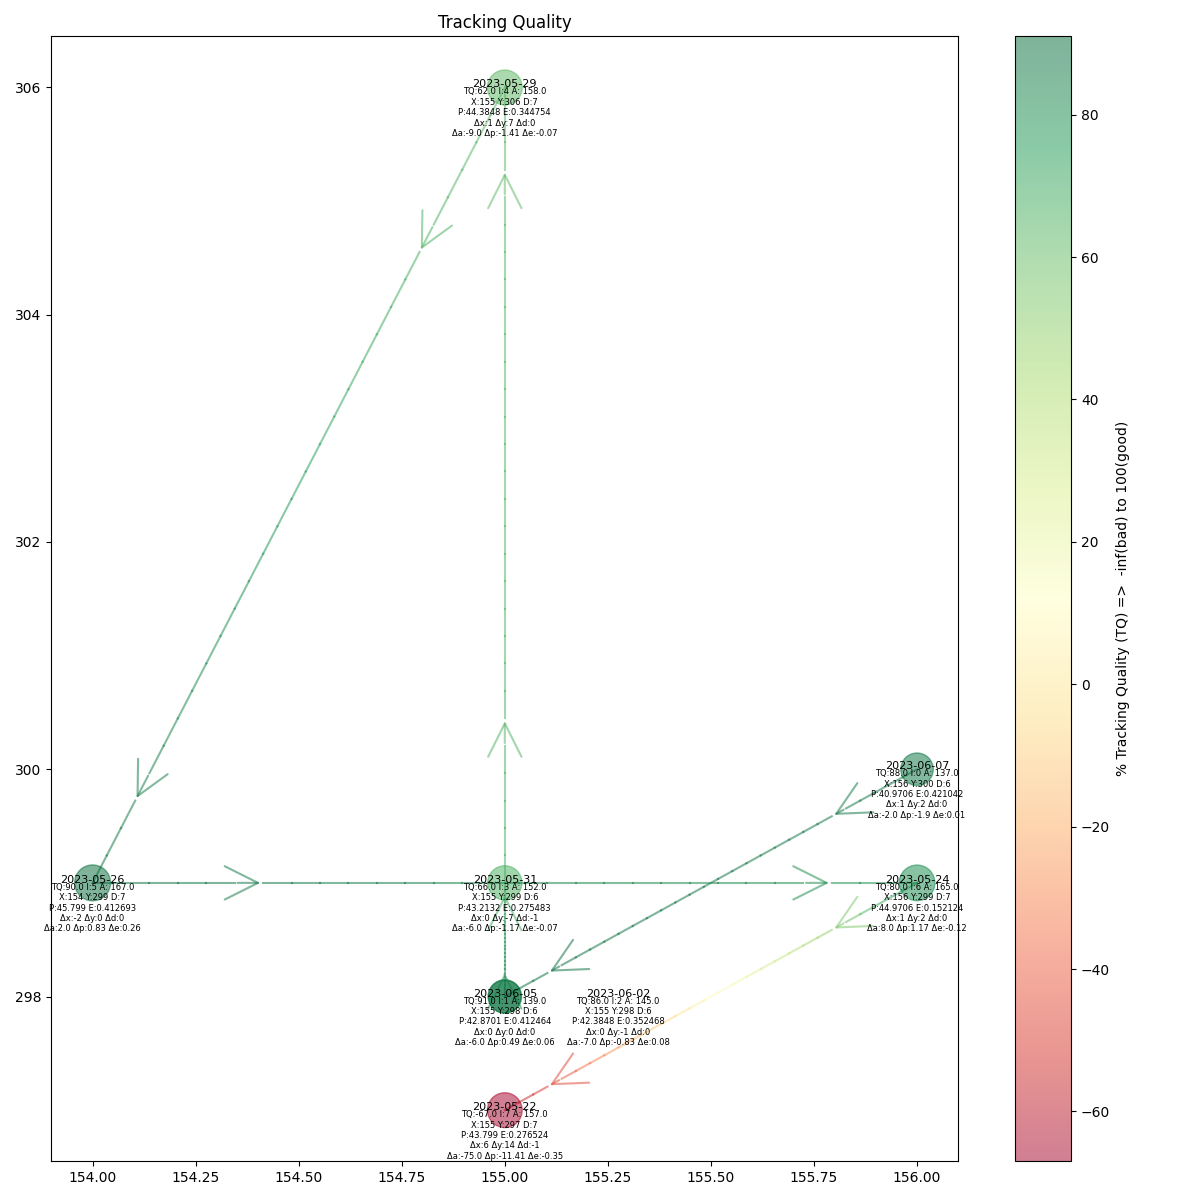 Tracking Quality
306
304
302
300
298
2023-05-29
TQ:62.0 I:4 A: 158.0
X:155 Y:306 D:7
P:44.3848 E:0.344754
Δx:1 Δy:7 Δd:0
Δa:-9.0 Δp:-1.41 Δe:-0.07
2023-06-07
TQ:88.0 I:0 A: 137.0
X:156 Y:300 D:6
P:40.9706 E:0.421042
Δx:1 Δy:2 Δd:0
Δa:-2.0 Δp:-1.9 Δe:0.01
2023-05-26
TQ:90.0 I:5 A: 167.0
X:154 Y:299 D:7
P:45.799 E:0.412693
Δx:-2 Δy:0 Δd:0
Δa:2.0 Δp:0.83 Δe:0.26
2023-05-31
TQ:66.0 I:3 A: 152.0
X:155 Y:299 D:6
P:43.2132 E:0.275483
Δx:0 Δy:-7 Δd:-1
Δa:-6.0 Δp:-1.17 Δe:-0.07
2023-05-24
TQ:80.0 I:6 A: 165.0
X:156 Y:299 D:7
P:44.9706 E:0.152124
Δx:1 Δy:2 Δd:0
Δa:8.0 Δp:1.17 Δe:-0.12
2023-06-05
TQ:91.0 I:1 A: 139.0
X:155 Y:298 D:6
P:42.8701 E:0.412464
Δx:0 Δy:0 Δd:0
Δa:-6.0 Δp:0.49 Δe:0.06
2023-06-02
TQ:86.0 I:2 A: 145.0
X:155 Y:298 D:6
P:42.3848 E:0.352468
Δx:0 Δy:-1 Δd:0
Δa:-7.0 Δp:-0.83 Δe:0.08
2023-05-22
TQ:-67.0 I:7 A: 157.0
X:155 Y:297 D:7
P:43.799 E:0.276524
Δx:6 Δy:14 Δd:-1
Δa:-75.0 Δp:-11.41 Δe:-0.35
154.00 154.25 154.50 154.75 155.00 155.25 155.50 155.75 156.00
80
60
40
20
0
−20
−40
−60
% Tracking Quality (TQ) => -inf(bad) to 100(good)